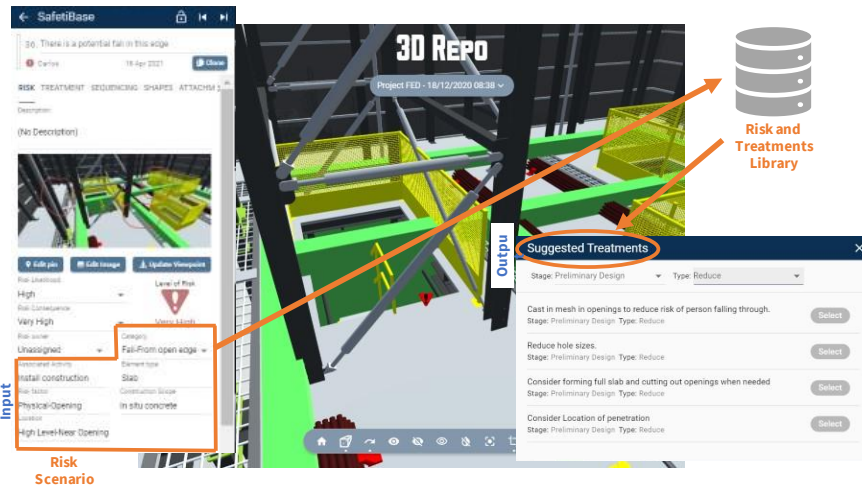 SafetiBase
36. There is a potential fall in this edge
Carlos
16 Apr 2021
Clone
RISK TREATMENT SEQUENCING SHAPES ATTACHM
Description
(No Description)
Edit pin
Edit Image
Update Viewpoint
Risk Likelihood
High
Level of Risk
Risk Consequence
Very High
Very High
Risk owner
Unassigned
Category
Fall-From open edge
Associated Activity
Install construction
Element type
Slab
Risk factor
Physical-Opening
Construction Scope
In situ concrete
Location
High Level-Near Opening
Input
Risk
Scenario
3D REPO
Project FED - 18/12/2020 08:38
Risk and
Treatments
Library
Outpu
Suggested Treatments
Stage: Preliminary Design
Type: Reduce
Cast in mesh in openings to reduce risk of person falling through.
Stage: Preliminary Design Type: Reduce
Select
Reduce hole sizes.
Stage: Preliminary Design Type: Reduce
Select
Consider forming full slab and cutting out openings when needed
Stage: Preliminary Design Type: Reduce
Select
Consider Location of penetration
Stage: Preliminary Design Type: Reduce
Select